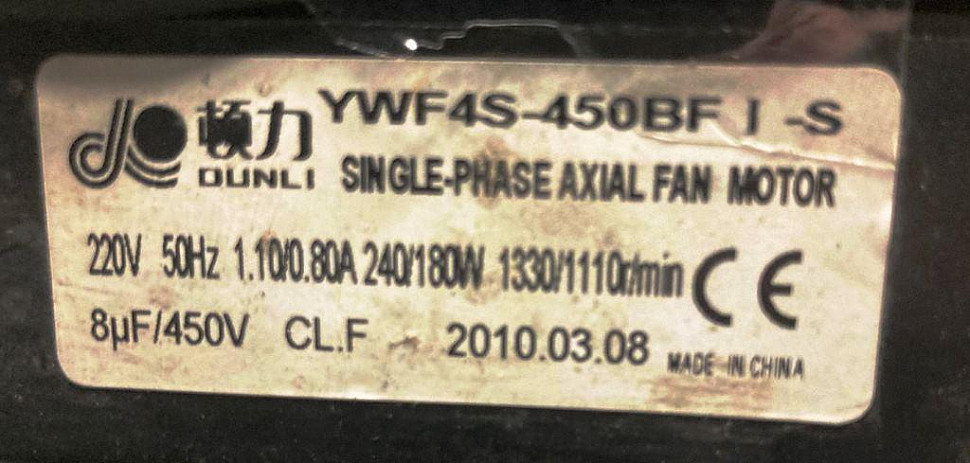 顿力 YWF4S-450BF I -S
DUNLI SINGLE-PHASE AXIAL FAN MOTOR
220V 50Hz 1.10/0.80A 240/180W 1330/1110r/min CE
8µF/450V CL.F 2010.03.08 MADE IN CHINA